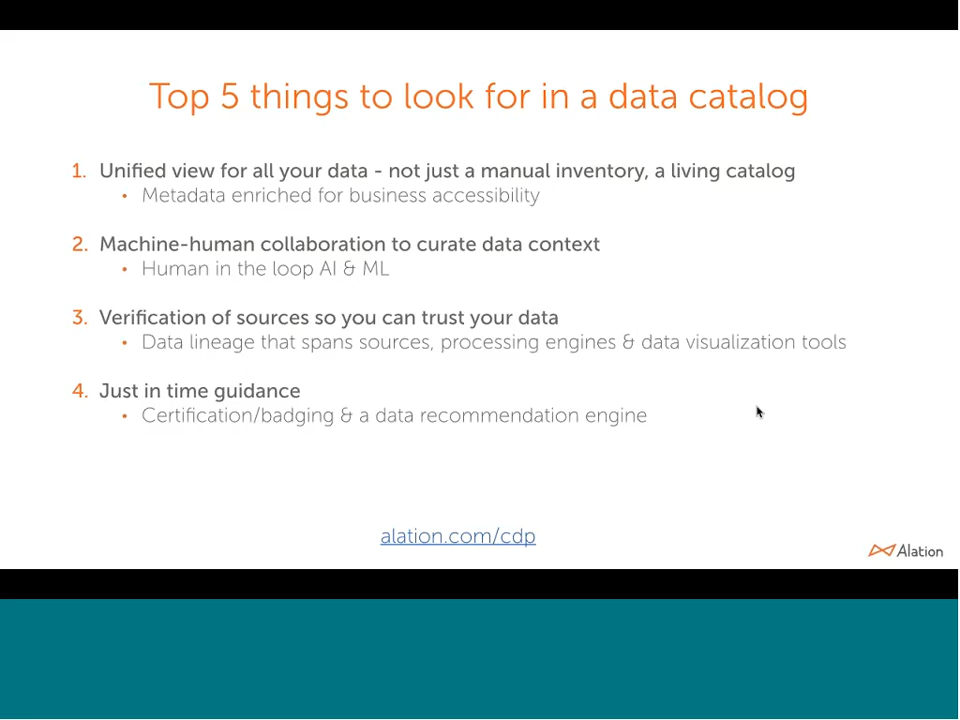 Top 5 things to look for in a data catalog
1. Unified view for all your data - not just a manual inventory, a living catalog
• Metadata enriched for business accessibility
2. Machine-human collaboration to curate data context
• Human in the loop AI & ML
3. Verification of sources so you can trust your data
• Data lineage that spans sources, processing engines & data visualization tools
4. Just in time guidance
• Certification/badging & a data recommendation engine
alation.com/cdp
Alation